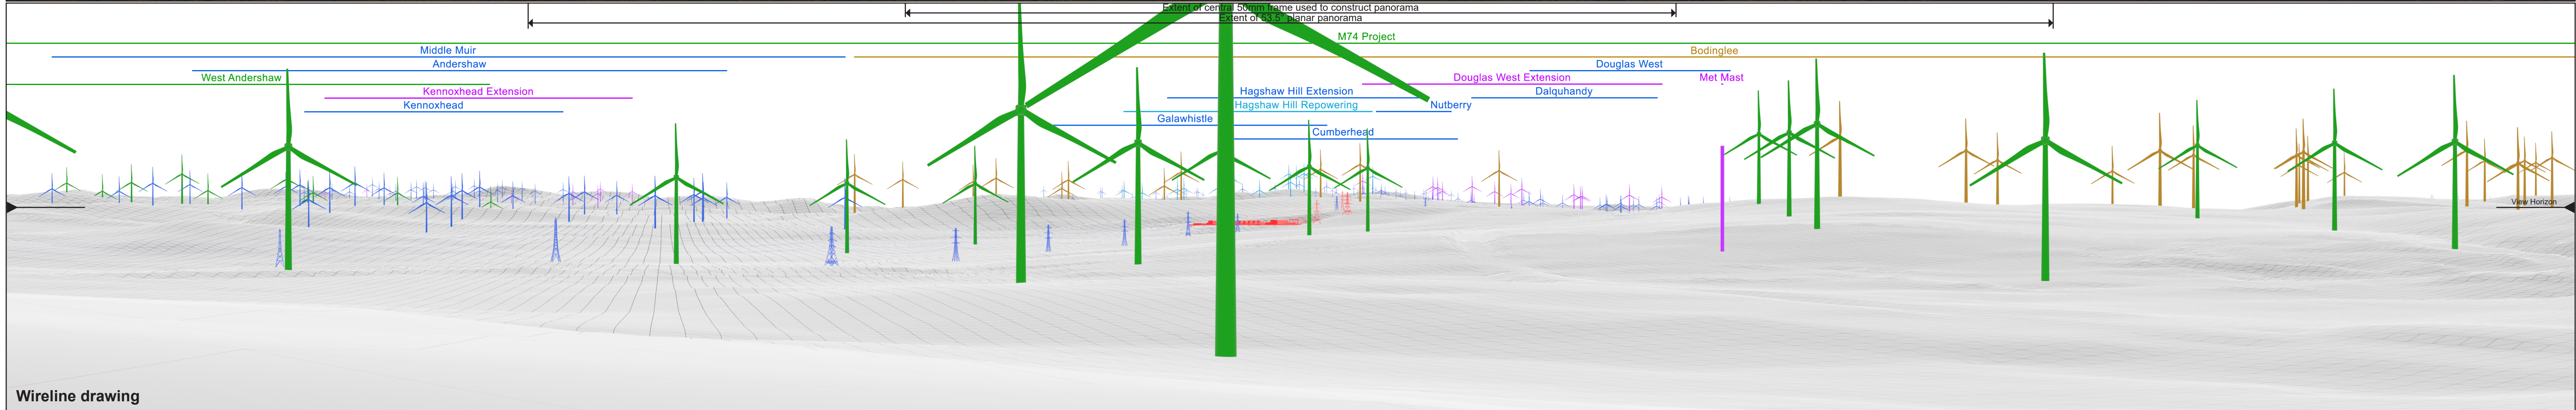 Extent of central 50mm frame used to construct panorama
Extent of 53.5° planar panorama
M74 Project
Middle Muir
Bodinglee
Andershaw
Douglas West
West Andershaw
Douglas West Extension
Met Mast
Kennoxhead Extension
Hagshaw Hill Extension
Dalquhandy
Kennoxhead
Hagshaw Hill Repowering
Nutberry
Galawhistle
Cumberhead
View Horizon
Wireline drawing